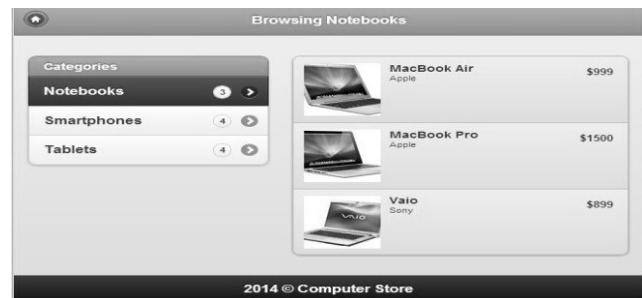 Browsing Notebooks
Categories
Notebooks 3
Smartphones 4
Tablets 4
MacBook Air $999
Apple
MacBook Pro $1500
Apple
Vaio $899
Sony
VAIO
2014 © Computer Store